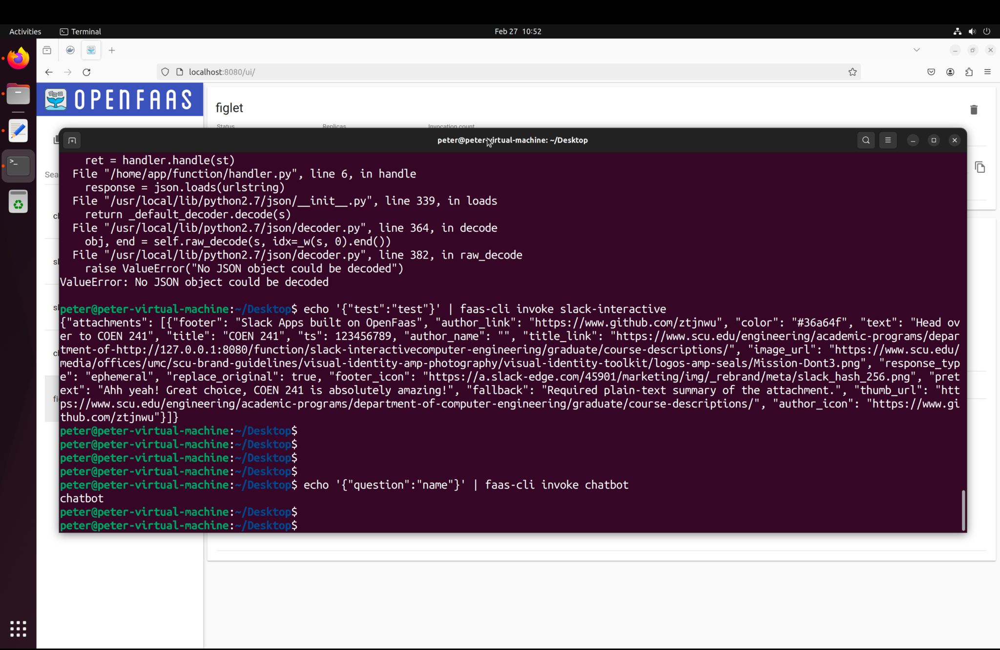 Activities
Terminal
Feb 27 10:52
localhost:8080/ui/
OPENFAAS
figlet
Status
Replicas
Invocation count
peter@peter-virtual-machine: ~/Desktop
Sea
    ret = handler.handle(st)
  File "/home/app/function/handler.py", line 6, in handle
    response = json.loads(urlstring)
  File "/usr/local/lib/python2.7/json/__init__.py", line 339, in loads
    return _default_decoder.decode(s)
  File "/usr/local/lib/python2.7/json/decoder.py", line 364, in decode
    obj, end = self.raw_decode(s, idx=_w(s, 0).end())
  File "/usr/local/lib/python2.7/json/decoder.py", line 382, in raw_decode
    raise ValueError("No JSON object could be decoded")
ValueError: No JSON object could be decoded
peter@peter-virtual-machine:~/Desktop$ echo '{"test":"test"}' | faas-cli invoke slack-interactive
{"attachments": [{"footer": "Slack Apps built on OpenFaas", "author_link": "https://www.github.com/ztjnwu", "color": "#36a64f", "text": "Head ov
er to COEN 241", "title": "COEN 241", "ts": 123456789, "author_name": "", "title_link": "https://www.scu.edu/engineering/academic-programs/depar
tment-of-http://127.0.0.1:8080/function/slack-interactivecomputer-engineering/graduate/course-descriptions/", "image_url": "https://www.scu.edu/
media/offices/umc/scu-brand-guidelines/visual-identity-amp-photography/visual-identity-toolkit/logos-amp-seals/Mission-Dont3.png", "response_typ
e": "ephemeral", "replace_original": true, "footer_icon": "https://a.slack-edge.com/45901/marketing/img/_rebrand/meta/slack_hash_256.png", "pret
ext": "Ahh yeah! Great choice, COEN 241 is absolutely amazing!", "fallback": "Required plain-text summary of the attachment.", "thumb_url": "htt
ps://www.scu.edu/engineering/academic-programs/department-of-computer-engineering/graduate/course-descriptions/", "author_icon": "https://www.gi
thub.com/ztjnwu"}]}
peter@peter-virtual-machine:~/Desktop$
peter@peter-virtual-machine:~/Desktop$
peter@peter-virtual-machine:~/Desktop$
peter@peter-virtual-machine:~/Desktop$
peter@peter-virtual-machine:~/Desktop$ echo '{"question":"name"}' | faas-cli invoke chatbot
chatbot
peter@peter-virtual-machine:~/Desktop$
peter@peter-virtual-machine:~/Desktop$